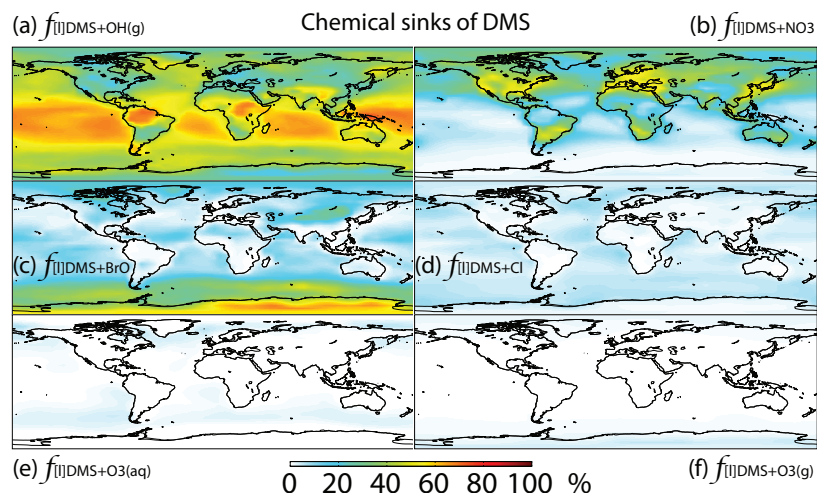 (a) f[l]DMS+OH(g) Chemical sinks of DMS (b) f[l]DMS+NO3
(c) f[l]DMS+BrO (d) f[l]DMS+Cl
(e) f[l]DMS+O3(aq) 0 20 40 60 80 100 % (f) f[l]DMS+O3(g)